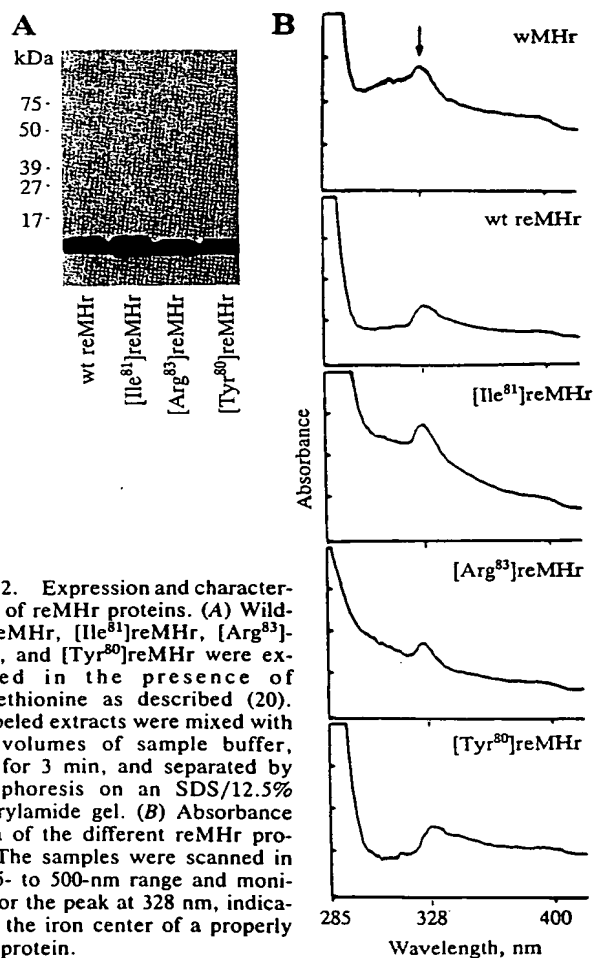 A
kDa
75
50
39
27
17
wt reMHr
[Ile⁸¹]reMHr
[Arg⁸³]reMHr
[Tyr⁸⁰]reMHr
B
wMHr
wt reMHr
[Ile⁸¹]reMHr
[Arg⁸³]reMHr
[Tyr⁸⁰]reMHr
Absorbance
285 328 400
Wavelength, nm
2. Expression and character-
of reMHr proteins. (A) Wild-
eMHr, [Ile⁸¹]reMHr, [Arg⁸³]-
, and [Tyr⁸⁰]reMHr were ex-
ed in the presence of
ethionine as described (20).
beled extracts were mixed with
volumes of sample buffer,
for 3 min, and separated by
phoresis on an SDS/12.5%
rylamide gel. (B) Absorbance
a of the different reMHr pro-
The samples were scanned in
5- to 500-nm range and moni-
or the peak at 328 nm, indica-
the iron center of a properly
protein.